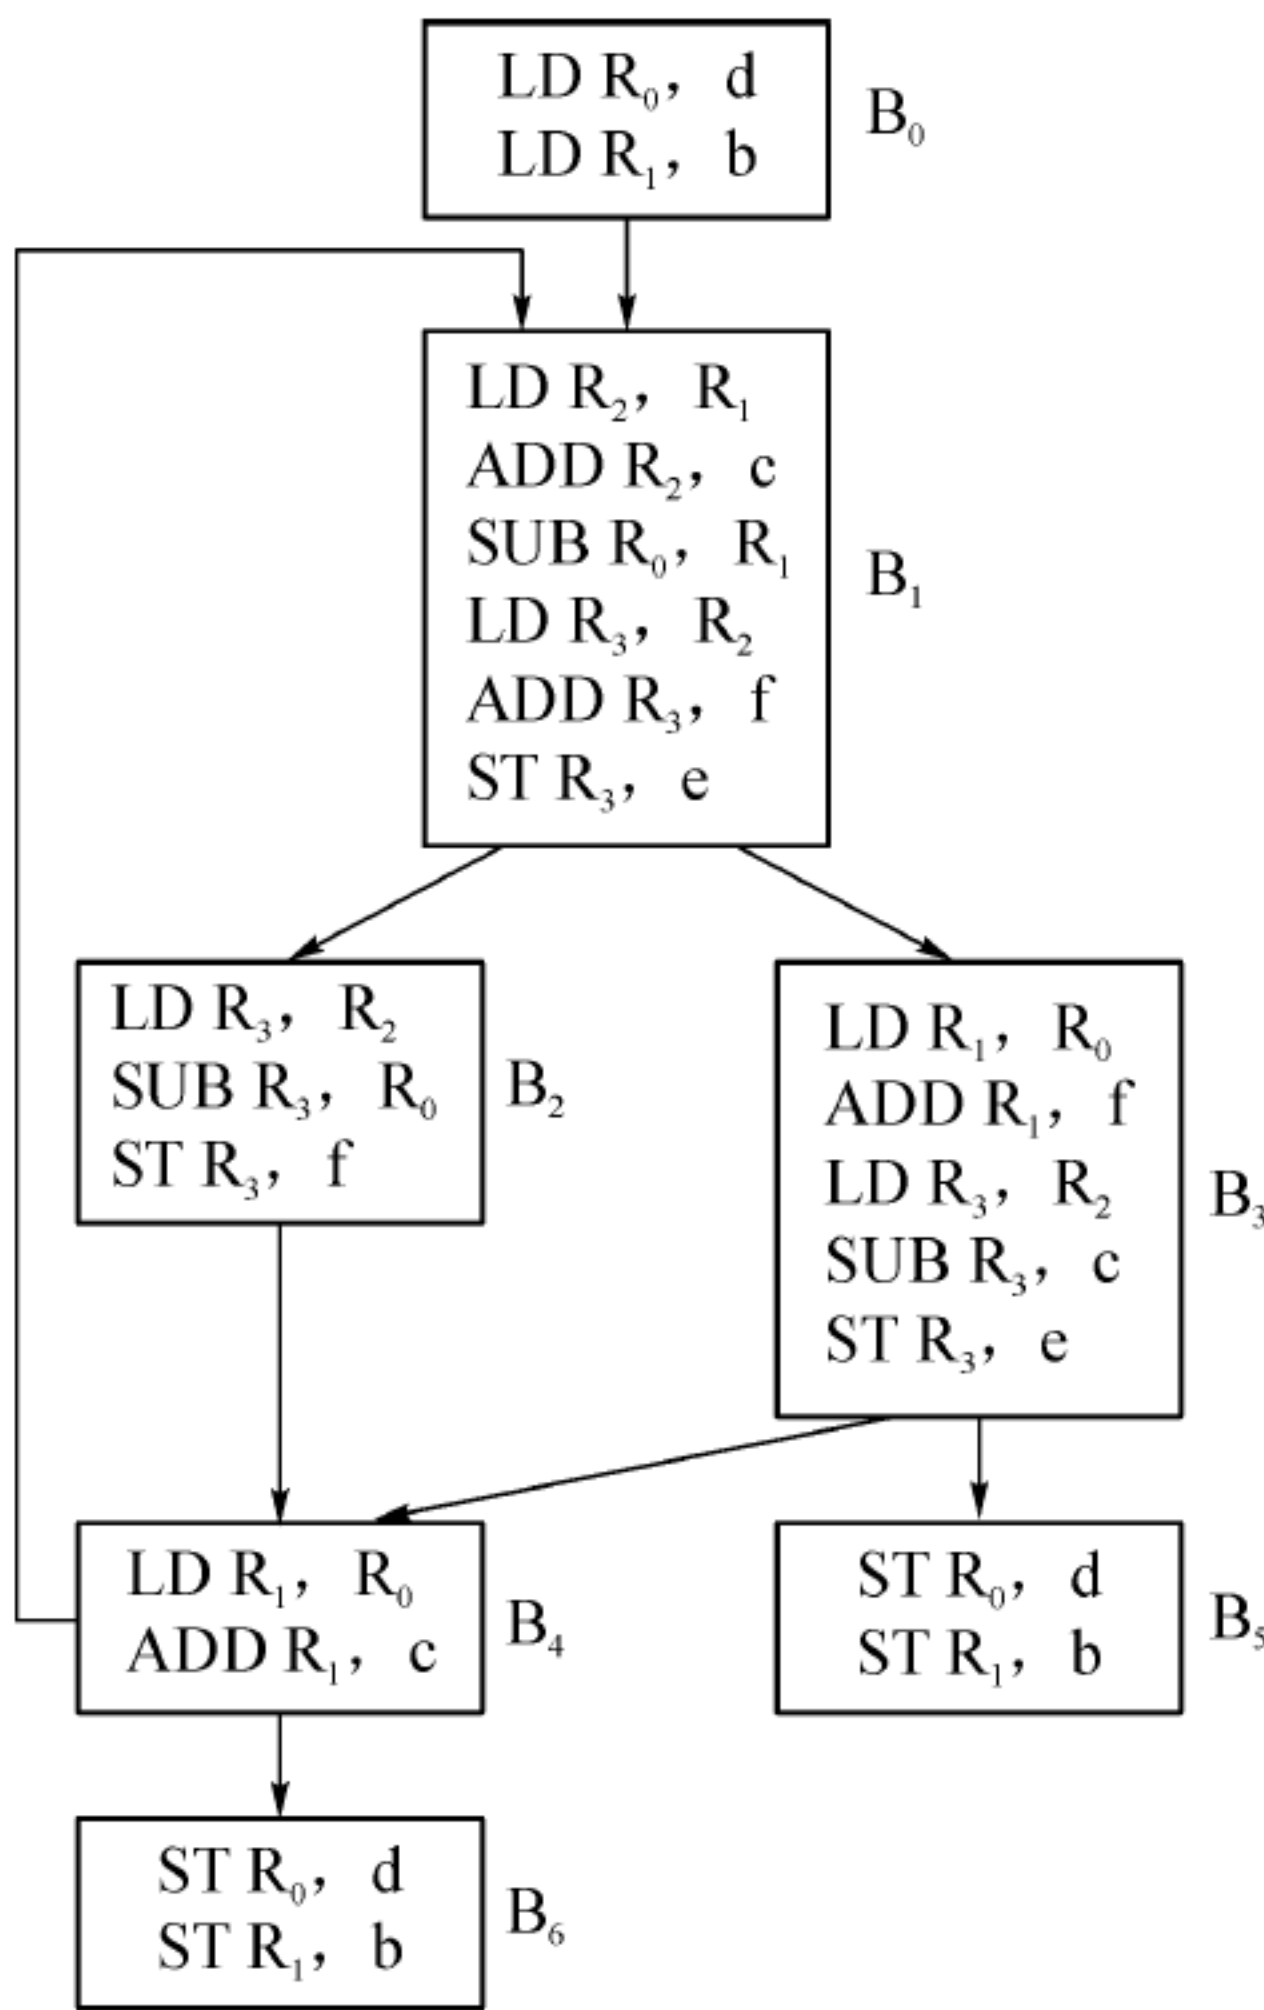 LD R₀， d
LD R₁， b
B₀
LD R₂， R₁
ADD R₂， c
SUB R₀， R₁
LD R₃， R₂
ADD R₃， f
ST R₃， e
B₁
LD R₃， R₂
SUB R₃， R₀
ST R₃， f
B₂
LD R₁， R₀
ADD R₁， f
LD R₃， R₂
SUB R₃， c
ST R₃， e
B₃
LD R₁， R₀
ADD R₁， c
B₄
ST R₀， d
ST R₁， b
B₅
ST R₀， d
ST R₁， b
B₆